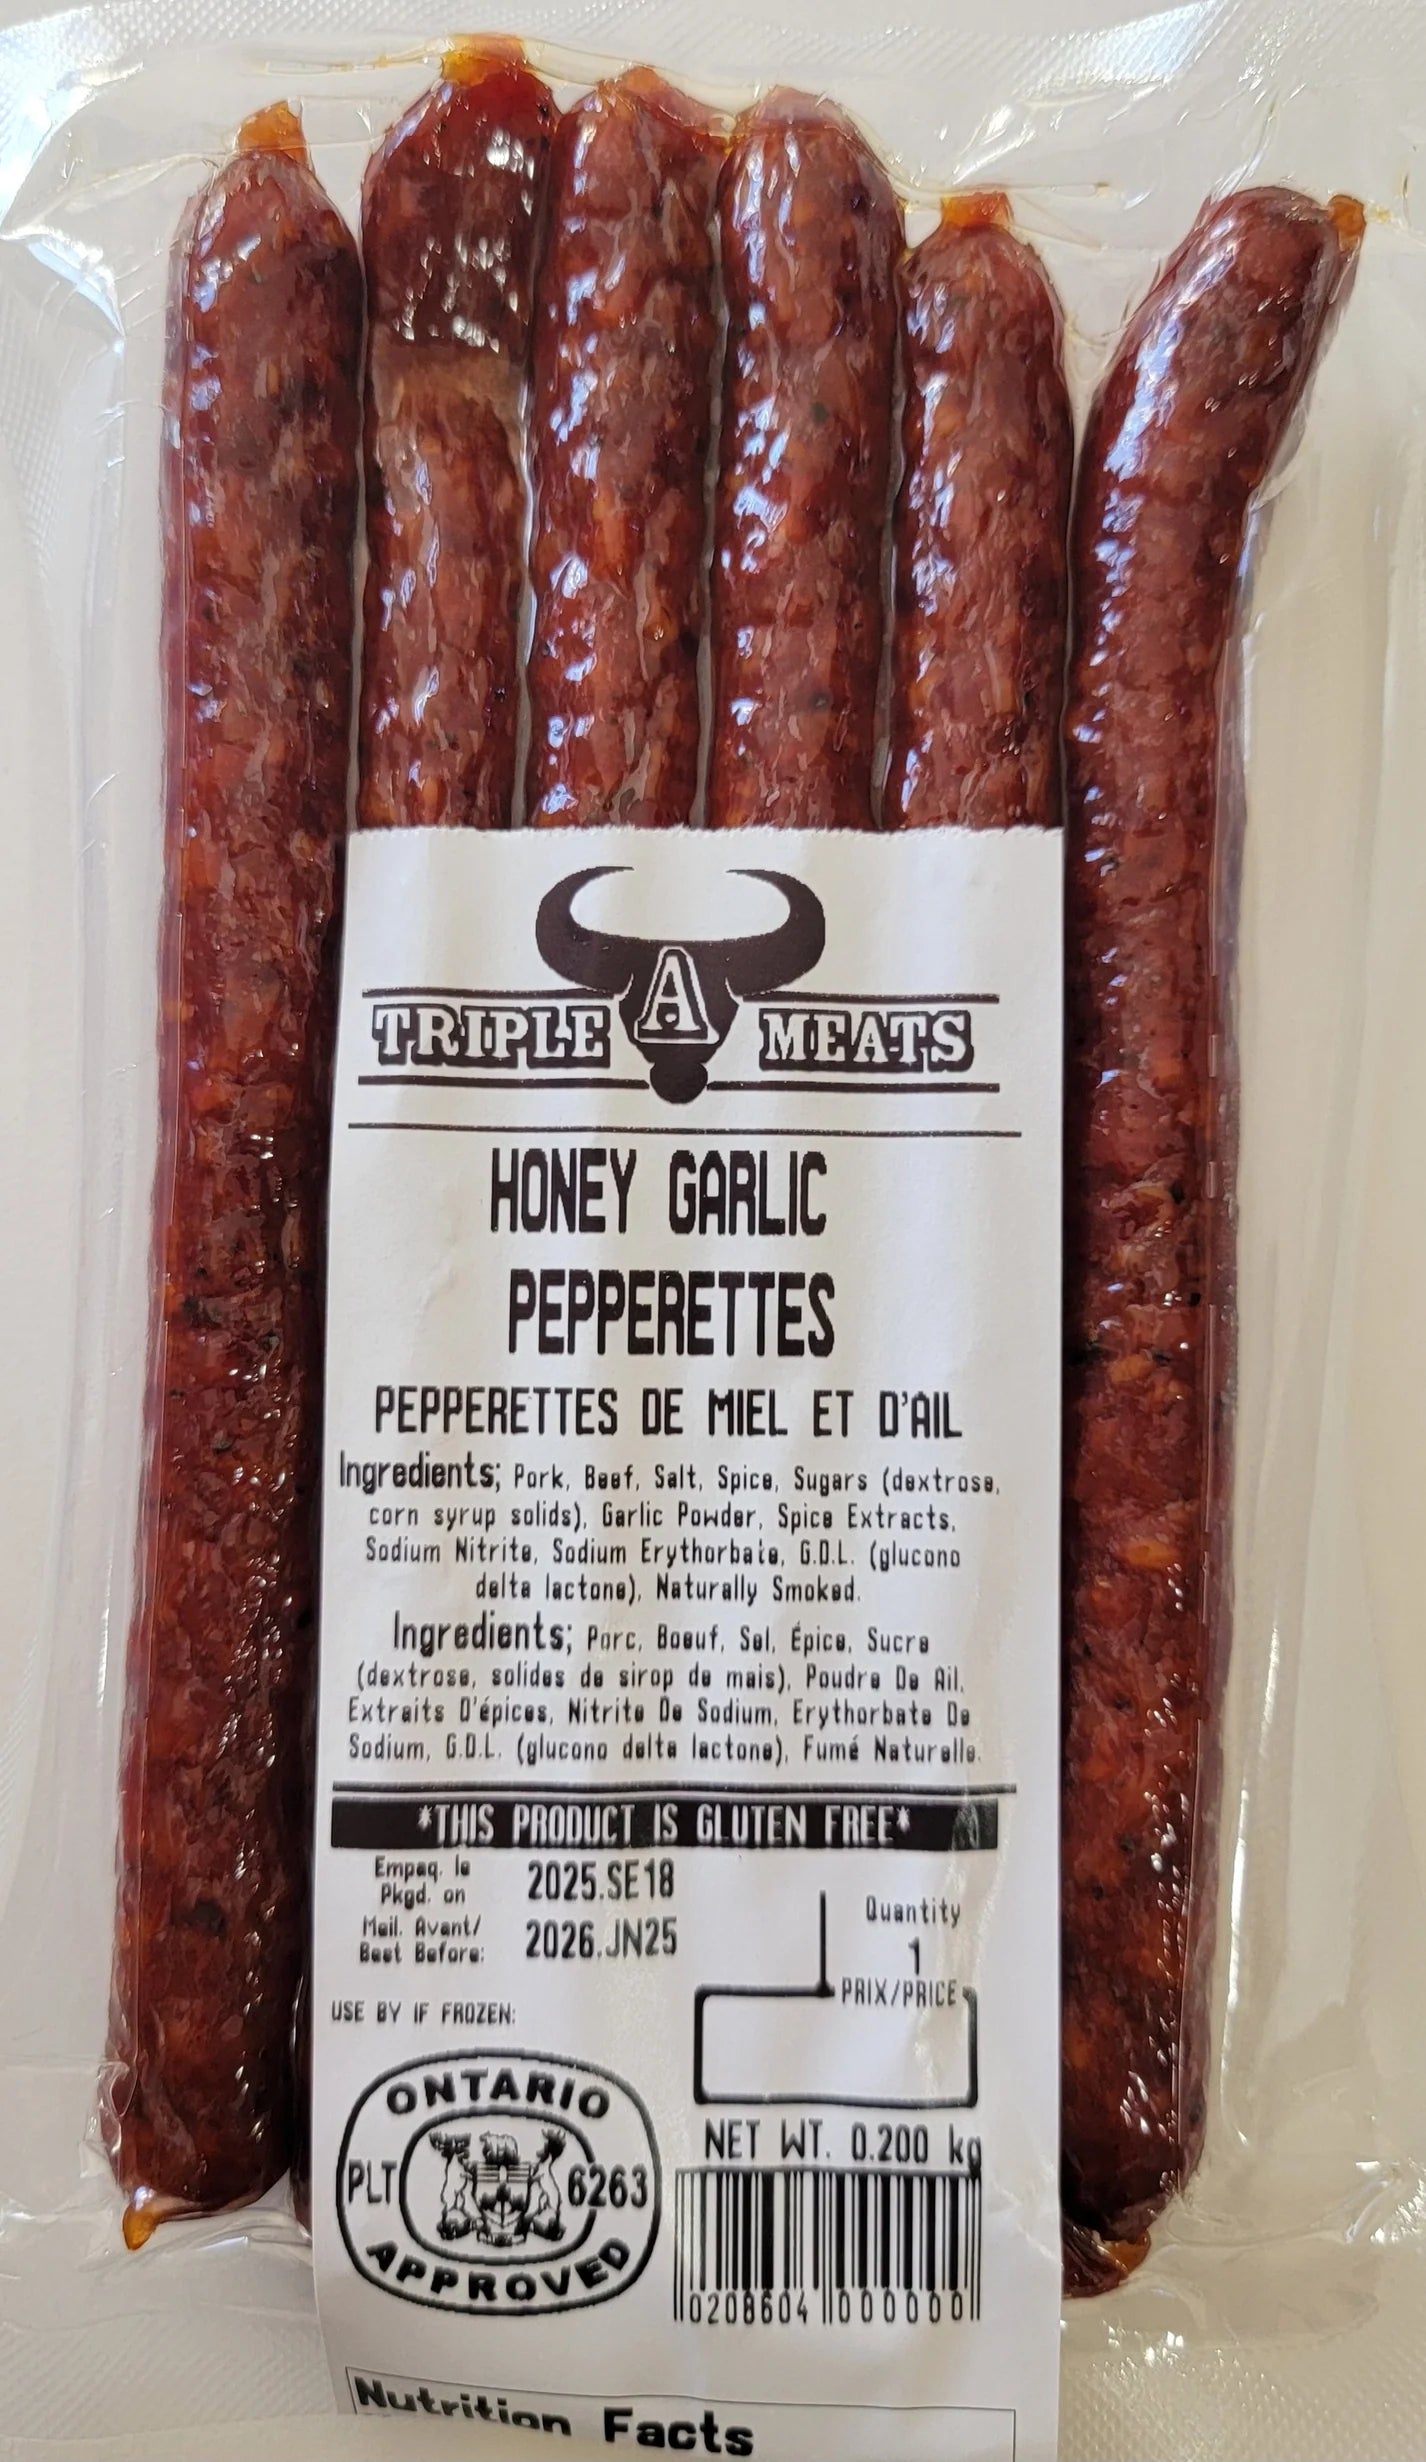 TRIPLE A MEATS
HONEY GARLIC
PEPPERETTES
PEPPERETTES DE MIEL ET D'AIL
Ingredients; Pork, Beef, Salt, Spice, Sugars (dextrose,
corn syrup solids), Garlic Powder, Spice Extracts,
Sodium Nitrite, Sodium Erythorbate, G.D.L. (glucono
delta lactone), Naturally Smoked.
Ingredients; Porc, Boeuf, Sel, Épice, Sucre
(dextrose, solides de sirop de mais), Poudre De Ail,
Extraits D'épices, Nitrite De Sodium, Erythorbate De
Sodium, G.D.L. (glucono delta lactone), Fumé Naturelle.
*THIS PRODUCT IS GLUTEN FREE*
Empaq. le
Pkgd. on
2025.SE18
Meil. Avant/
Best Before:
2026.JN25
Quantity
1
PRIX/PRICE
USE BY IF FROZEN:
ONTARIO
PLT 6263
APPROVED
NET WT. 0.200 kg
0208604 000000
Nutrition Facts